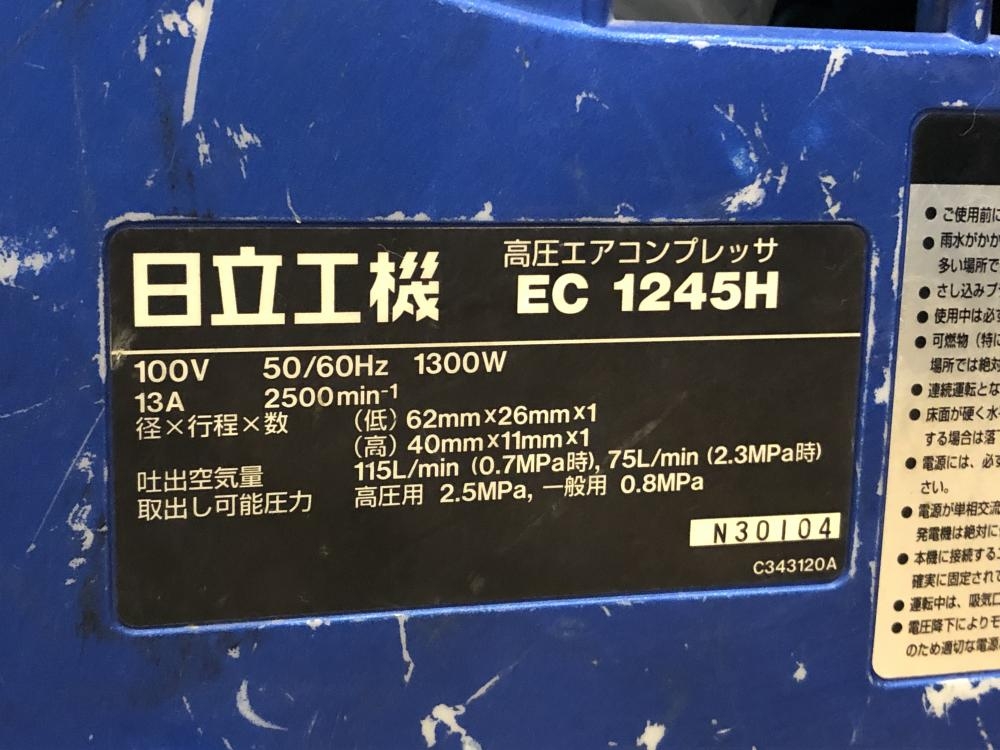 日立工機
高圧エアコンプレッサ
EC 1245H
100V 50/60Hz 1300W
13A 2500min⁻¹
径×行程×数 (低) 62mm×26mm×1
(高) 40mm×11mm×1
吐出空気量 115L/min (0.7MPa時), 75L/min (2.3MPa時)
取出し可能圧力 高圧用 2.5MPa, 一般用 0.8MPa
N30104
C343120A
● ご使用前に
● 雨水がかか
多い場所で
● さし込みプ
● 使用中は必ず
● 可燃物（特に
場所では絶対
● 連続運転とな
● 床面が硬く水
する場合は落下
● 電源には、必ず
さい。
● 電源が単相交流
発電機は絶対に
● 本機に接続する
確実に固定されて
● 運転中は、吸気口
● 電圧降下によりモ
のため適切な電源